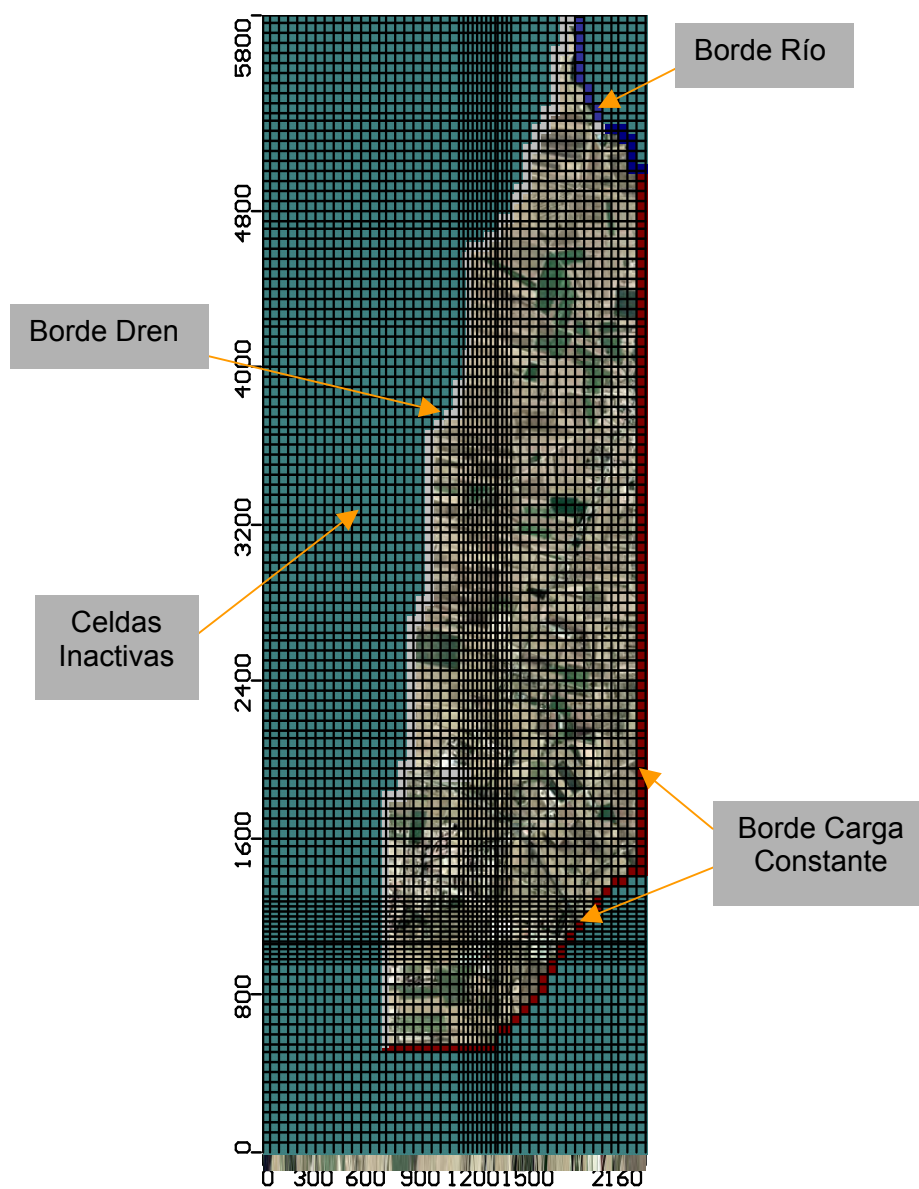 Borde Río
Borde Dren
Celdas
Inactivas
Borde Carga
Constante
5800
4800
4000
3200
2400
1600
800
0
0 300 600 900 1200 1500 2160